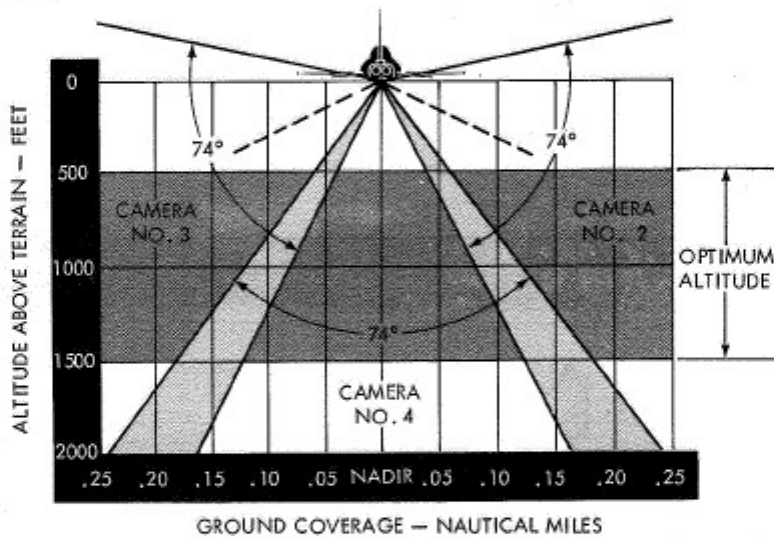 74°
74°
0
500
1000
1500
2000
ALTITUDE ABOVE TERRAIN — FEET
CAMERA
NO. 3
CAMERA
NO. 2
OPTIMUM
ALTITUDE
74°
CAMERA
NO. 4
.25 .20 .15 .10 .05 NADIR .05 .10 .15 .20 .25
GROUND COVERAGE — NAUTICAL MILES